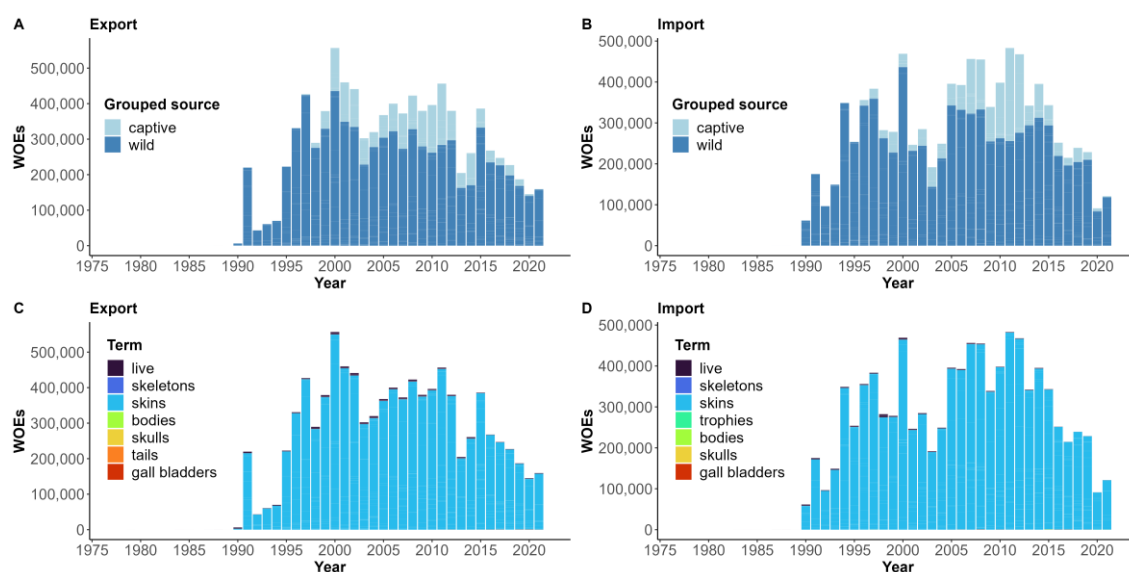 A Export
500,000
400,000
300,000
200,000
100,000
0
WOEs
Grouped source
captive
wild
1975 1980 1985 1990 1995 2000 2005 2010 2015 2020
Year
B Import
500,000
400,000
300,000
200,000
100,000
0
WOEs
Grouped source
captive
wild
1975 1980 1985 1990 1995 2000 2005 2010 2015 2020
Year
C Export
500,000
400,000
300,000
200,000
100,000
0
WOEs
Term
live
skeletons
skins
bodies
skulls
tails
gall bladders
1975 1980 1985 1990 1995 2000 2005 2010 2015 2020
Year
D Import
500,000
400,000
300,000
200,000
100,000
0
WOEs
Term
live
skeletons
skins
trophies
bodies
skulls
gall bladders
1975 1980 1985 1990 1995 2000 2005 2010 2015 2020
Year